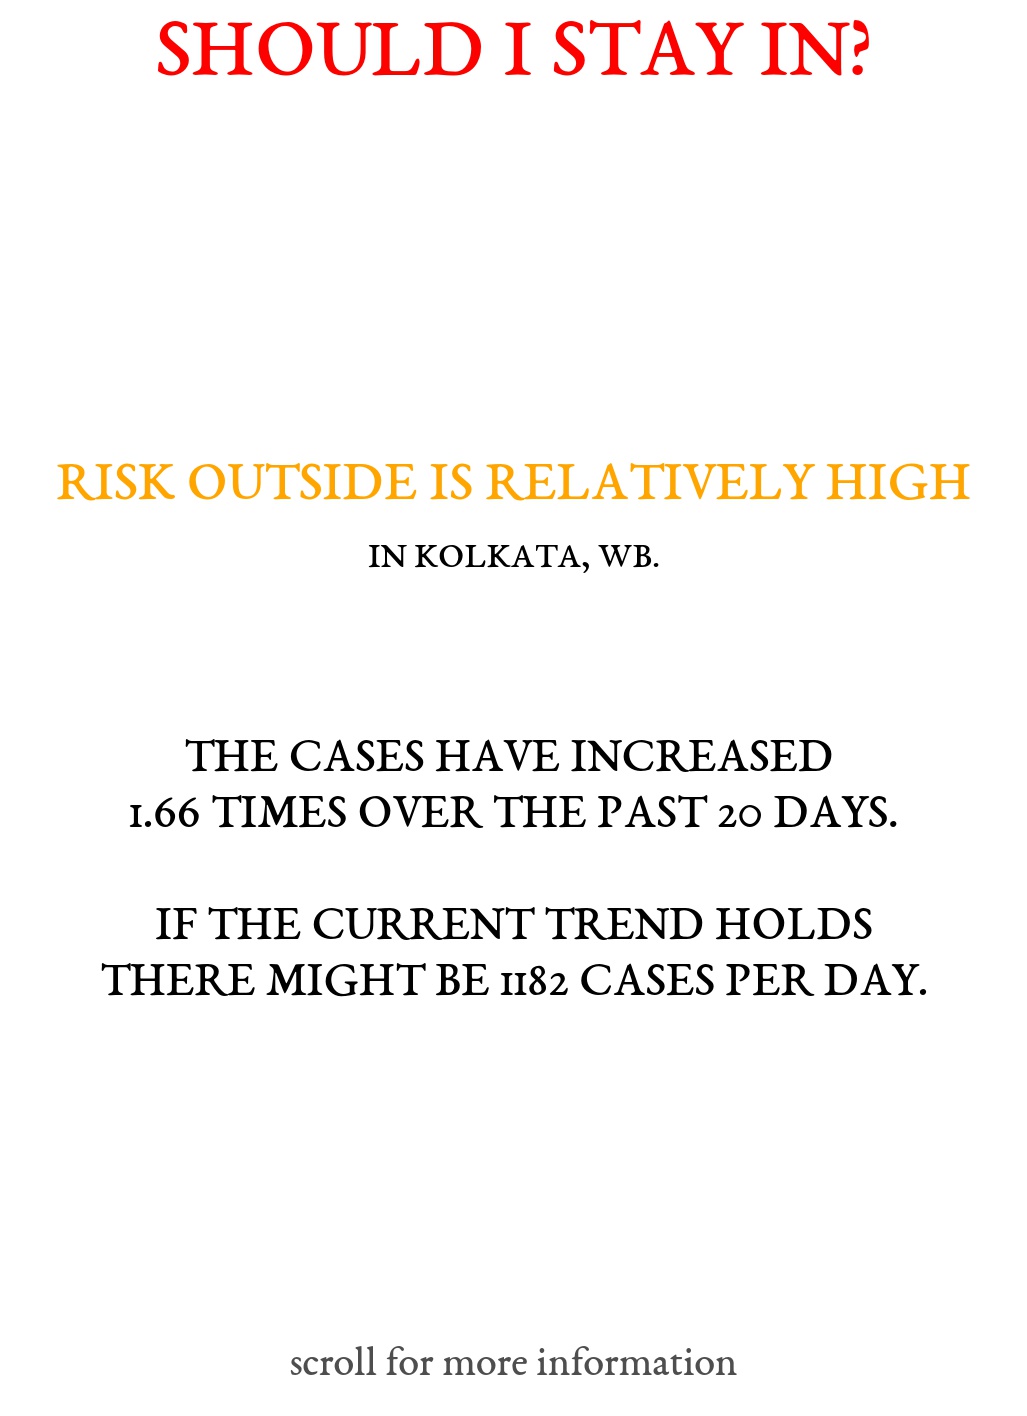 SHOULD I STAY IN?
RISK OUTSIDE IS RELATIVELY HIGH
IN KOLKATA, WB.
THE CASES HAVE INCREASED
1.66 TIMES OVER THE PAST 20 DAYS.
IF THE CURRENT TREND HOLDS
THERE MIGHT BE 1182 CASES PER DAY.
scroll for more information